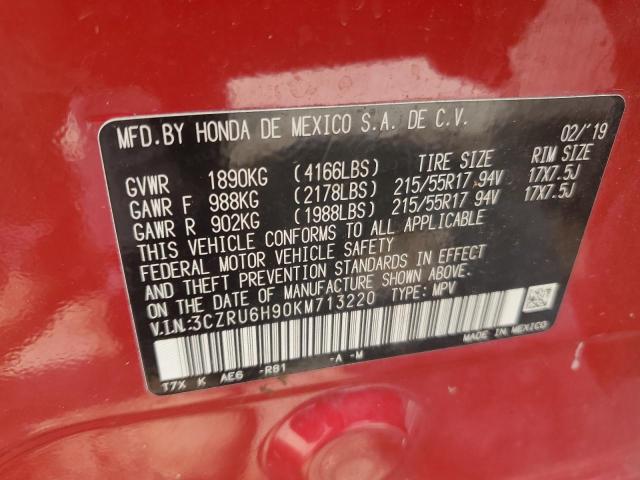 MFD.BY HONDA DE MEXICO S.A. DE C.V. 02/'19
TIRE SIZE RIM SIZE
GVWR 1890KG (4166LBS)
GAWR F 988KG (2178LBS) 215/55R17 94V 17X7.5J
GAWR R 902KG (1988LBS) 215/55R17 94V 17X7.5J
THIS VEHICLE CONFORMS TO ALL APPLICABLE
FEDERAL MOTOR VEHICLE SAFETY
AND THEFT PREVENTION STANDARDS IN EFFECT
ON THE DATE OF MANUFACTURE SHOWN ABOVE.
V.I.N.:3CZRU6H90KM713220 TYPE: MPV
MADE IN MEXICO
T7X K AE6 -R81 -A -M